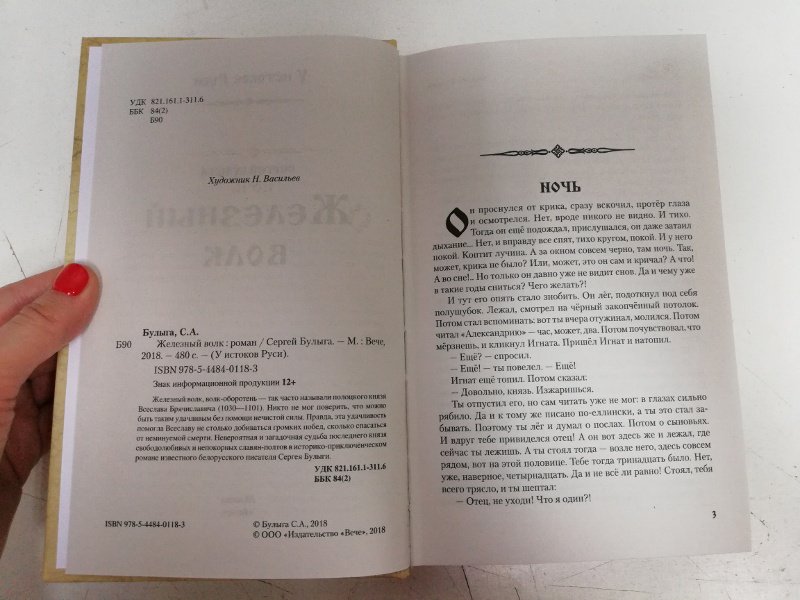 УДК 821.161.1-311.6
ББК 84(2)
Б90
Художник Н. Васильев
Булыга, С.А.
Б90 Железный волк : роман / Сергей Булыга. — М. : Вече,
2018. — 480 с. — (У истоков Руси).
ISBN 978-5-4484-0118-3
Знак информационной продукции 12+
Железный волк, волк-оборотень — так часто называли полоцкого князя
Всеслава Брячиславича (1030—1101). Никто не мог поверить, что можно
быть таким удачливым без помощи нечистой силы. Правда, эта удачливость
помогла Всеславу не столько добиваться громких побед, сколько спасаться
от неминуемой смерти. Невероятная и загадочная судьба последнего князя
свободолюбивых и непокорных славян-полтов в историко-приключенческом
романе известного белорусского писателя Сергея Булыги.
УДК 821.161.1-311.6
ББК 84(2)
ISBN 978-5-4484-0118-3
© Булыга С.А., 2018
© ООО «Издательство «Вече», 2018
У истоков Руси
Железный
волк
НОЧЬ
Он проснулся от крика, сразу вскочил, протёр глаза
и осмотрелся. Нет, вроде никого не видно. И тихо.
Тогда он ещё подождал, прислушался, он даже затаил
дыхание... Нет, и вправду все спят, тихо кругом, покой. И у него
покой. Коптит лучина. А за окном совсем черно, там ночь. Так,
может, крика не было? Или, может, это он сам и кричал? А что!
А во сне!.. Но только он давно уже не видит снов. Да и чему уже
в такие годы сниться? Чего желать?!
И тут его опять стало знобить. Он лёг, подоткнул под себя
полушубок. Лежал, смотрел на чёрный закопчённый потолок.
Потом стал вспоминать: вот ты вчера отужинал, молился. Потом
читал «Александрию» — час, может, два. Потом почувствовал, что
мёрзнешь, и кликнул Игната. Пришёл Игнат и натопил.
— Ещё? — спросил.
— Ещё! — ты повелел. — Ещё!
Игнат ещё топил. Потом сказал:
— Довольно, князь. Изжаришься.
Ты отпустил его, но сам читать уже не мог: в глазах сильно
рябило. Да и к тому же писано по-еллински, а ты это стал за-
бывать. Поэтому ты лёг и думал о послах. Потом о сыновьях.
И вдруг тебе привиделся отец! А он вот здесь же и лежал, где
сейчас ты лежишь. А ты стоял тогда — возле него, здесь совсем
рядом, вот на этой половице. Тебе тогда тринадцать было. Нет,
уже, наверное, четырнадцать. Да и не всё ли равно! Стоял, тебя
всего трясло, и ты шептал:
— Отец, не уходи! Что я один?!
3